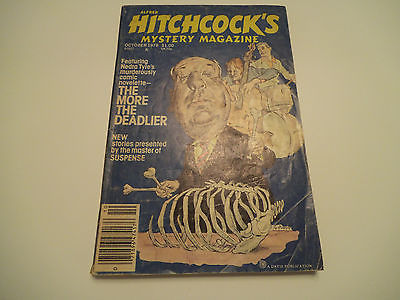 ALFRED
HITCHCOCK'S
MYSTERY MAGAZINE
OCTOBER 1978 $1.00
Featuring
Nedra Tyre's
murderously
comic
novelette—
THE
MORE
THE
DEADLIER
NEW
stories presented
by the master of
SUSPENSE
A DAVIS PUBLICATION